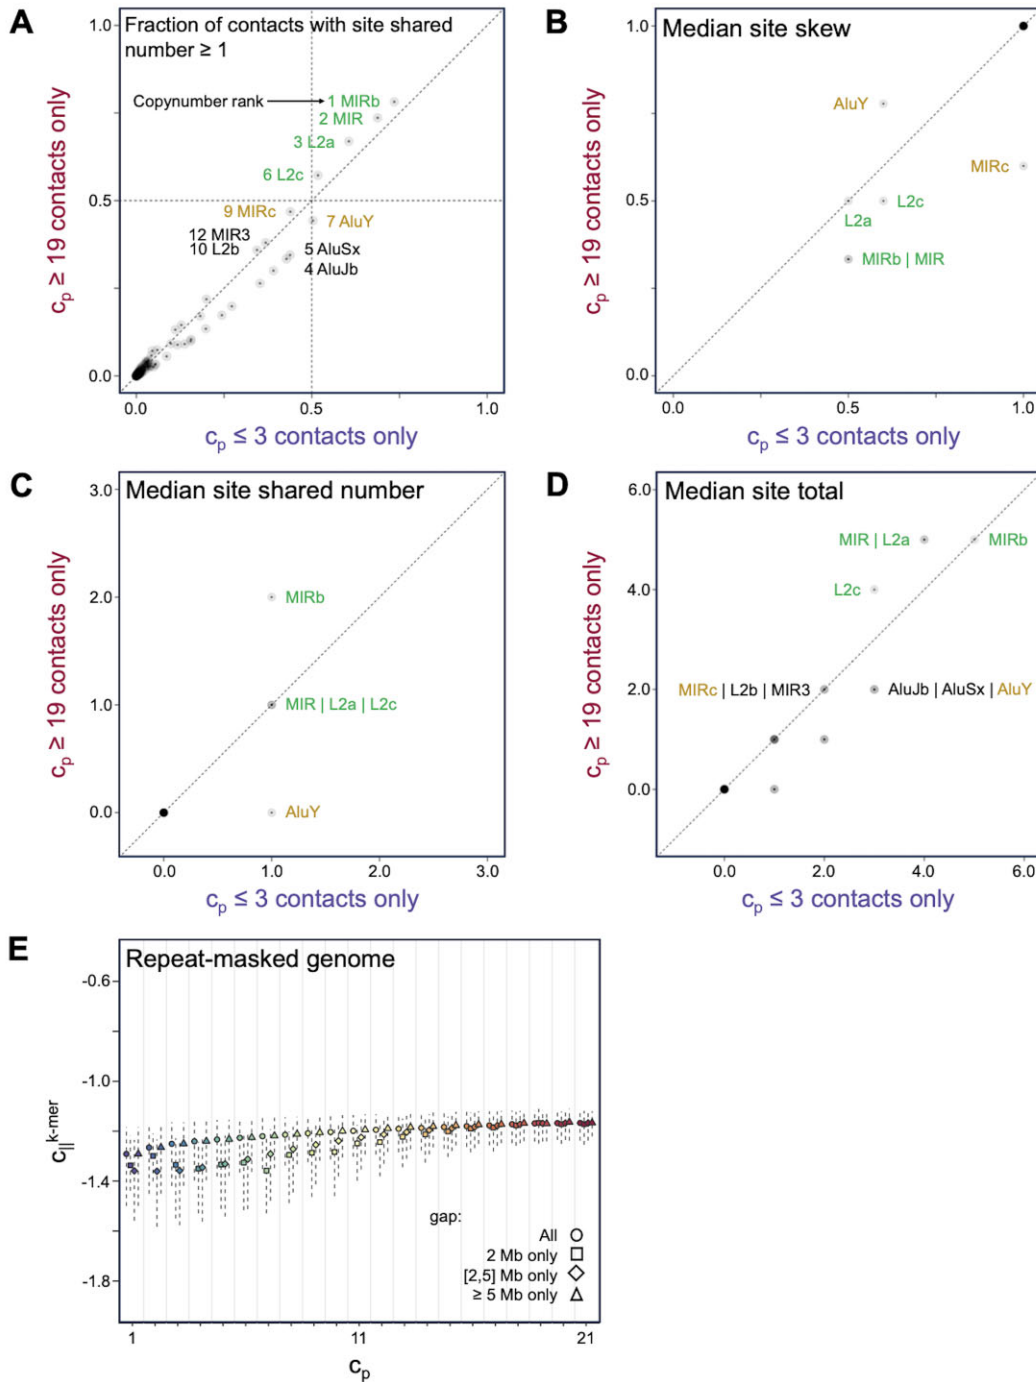 A
Fraction of contacts with site shared
number ≥ 1
Copynumber rank
1 MIRb
2 MIR
3 L2a
6 L2c
9 MIRc
7 AluY
12 MIR3
10 L2b
5 AluSx
4 AluJb
1.0
0.5
0.0
0.0
0.5
1.0
cp ≥ 19 contacts only
cp ≤ 3 contacts only
B
Median site skew
AluY
MIRc
L2c
L2a
MIRb | MIR
1.0
0.5
0.0
0.0
0.5
1.0
cp ≥ 19 contacts only
cp ≤ 3 contacts only
C
Median site shared number
MIRb
MIR | L2a | L2c
AluY
3.0
2.0
1.0
0.0
0.0
1.0
2.0
3.0
cp ≥ 19 contacts only
cp ≤ 3 contacts only
D
Median site total
MIR | L2a
MIRb
L2c
MIRc | L2b | MIR3
AluJb | AluSx | AluY
6.0
4.0
2.0
0.0
0.0
2.0
4.0
6.0
cp ≥ 19 contacts only
cp ≤ 3 contacts only
E
Repeat-masked genome
-0.6
-1.0
-1.4
-1.8
c||k-mer
gap:
All
2 Mb only
[2,5] Mb only
≥ 5 Mb only
1
11
21
cp